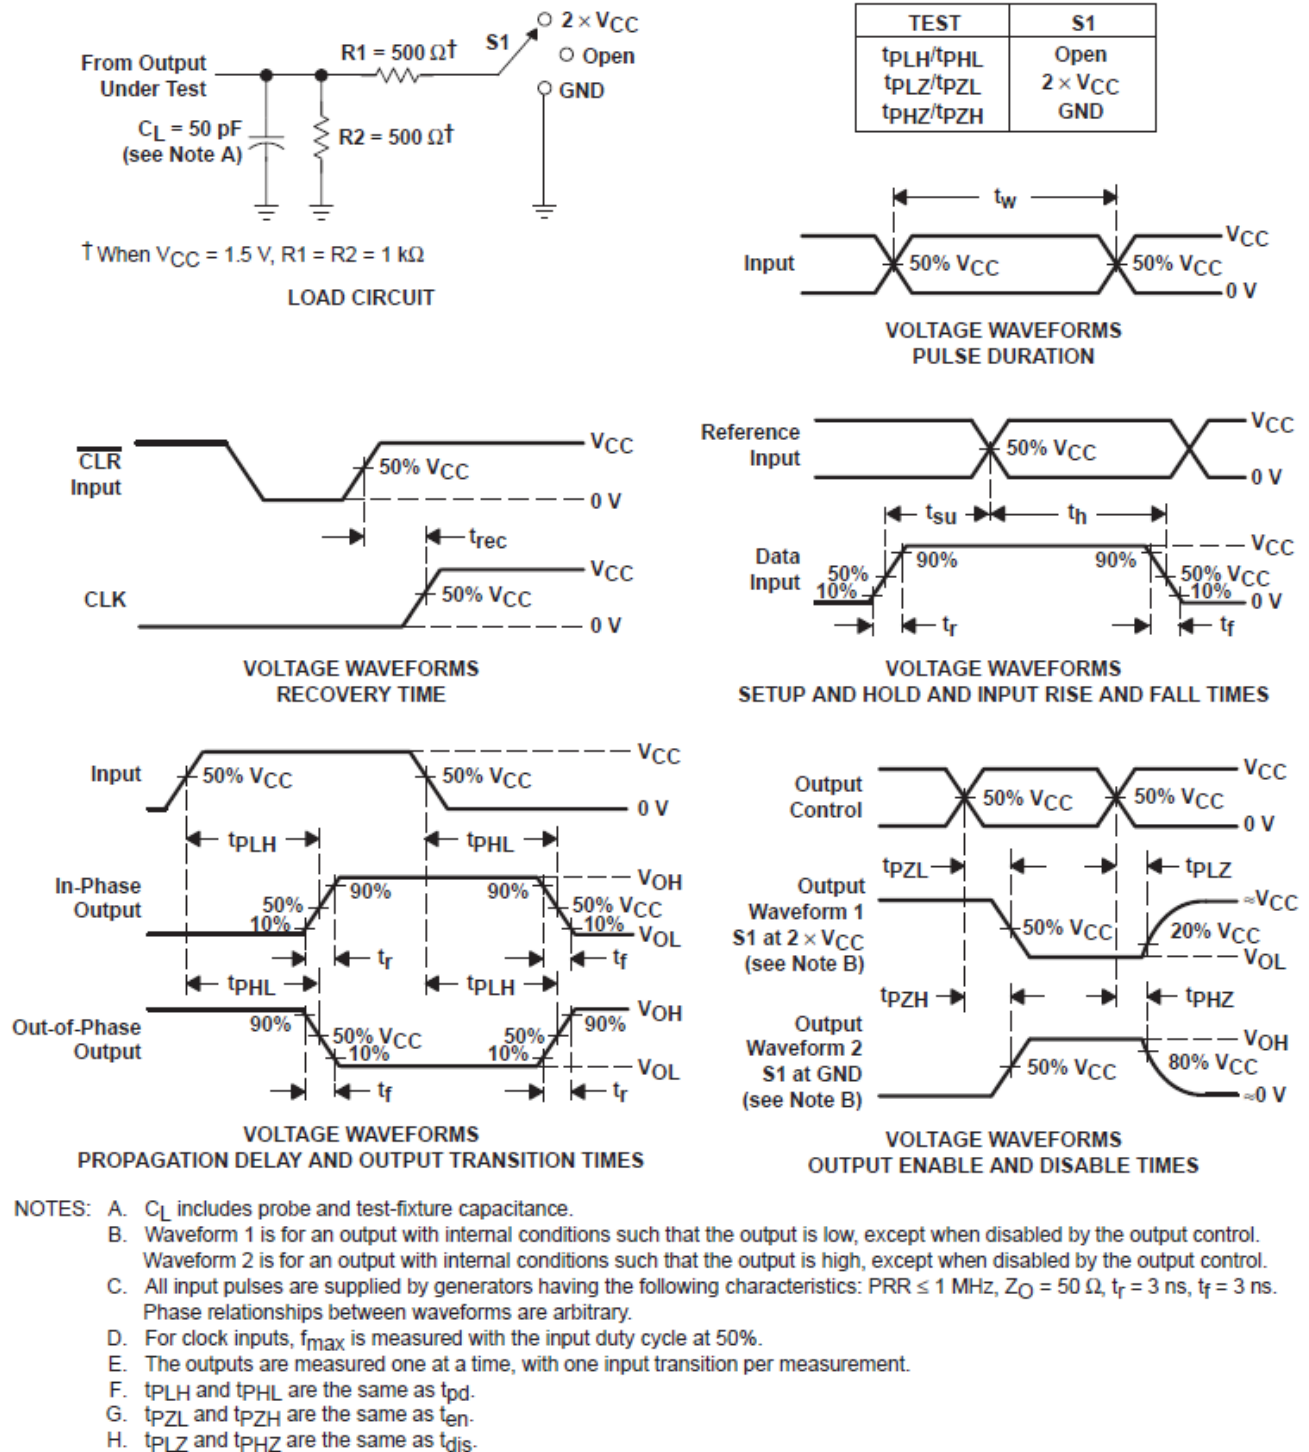 2 × VCC
S1
R1 = 500 Ω†
Open
From Output
Under Test
GND
CL = 50 pF
(see Note A)
R2 = 500 Ω†
† When VCC = 1.5 V, R1 = R2 = 1 kΩ
LOAD CIRCUIT
TEST S1
tPLH/tPHL Open
tPLZ/tPZL 2 × VCC
tPHZ/tPZH GND
tw
VCC
Input 50% VCC 50% VCC
0 V
VOLTAGE WAVEFORMS
PULSE DURATION
CLR
Input
VCC
50% VCC
0 V
trec
VCC
CLK 50% VCC
0 V
VOLTAGE WAVEFORMS
RECOVERY TIME
Reference
Input
VCC
50% VCC
0 V
tsu th
Data
Input
VCC
90% 90%
50% 50% VCC
10% 10%
0 V
tr tf
VOLTAGE WAVEFORMS
SETUP AND HOLD AND INPUT RISE AND FALL TIMES
VCC
Input 50% VCC 50% VCC
0 V
tPLH tPHL
In-Phase
Output
VOH
90% 90%
50% 50% VCC
10% 10%
VOL
tr tf
tPHL tPLH
Out-of-Phase
Output
VOH
90% 90%
50% VCC 50%
10% 10%
VOL
tf tr
VOLTAGE WAVEFORMS
PROPAGATION DELAY AND OUTPUT TRANSITION TIMES
Output
Control
VCC
50% VCC 50% VCC
0 V
tPZL tPLZ
Output
Waveform 1
S1 at 2 × VCC
(see Note B)
≈VCC
50% VCC 20% VCC
VOL
tPZH tPHZ
Output
Waveform 2
S1 at GND
(see Note B)
VOH
50% VCC 80% VCC
≈0 V
VOLTAGE WAVEFORMS
OUTPUT ENABLE AND DISABLE TIMES
NOTES: A. CL includes probe and test-fixture capacitance.
B. Waveform 1 is for an output with internal conditions such that the output is low, except when disabled by the output control.
Waveform 2 is for an output with internal conditions such that the output is high, except when disabled by the output control.
C. All input pulses are supplied by generators having the following characteristics: PRR ≤ 1 MHz, ZO = 50 Ω, tr = 3 ns, tf = 3 ns.
Phase relationships between waveforms are arbitrary.
D. For clock inputs, fmax is measured with the input duty cycle at 50%.
E. The outputs are measured one at a time, with one input transition per measurement.
F. tPLH and tPHL are the same as tpd.
G. tPZL and tPZH are the same as ten.
H. tPLZ and tPHZ are the same as tdis.